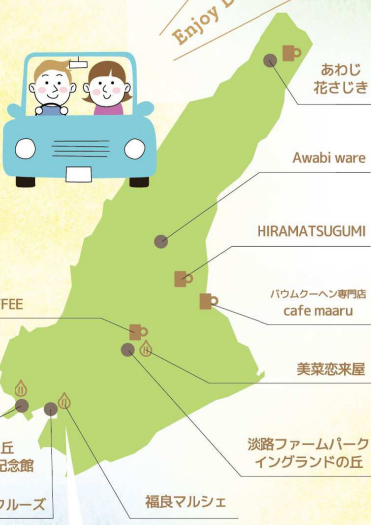 Enjoy D
あわじ
花さじき
Awabi ware
HIRAMATSUGUMI
バウムクーヘン専門店
cafe maaru
FEE
美菜恋来屋
淡路ファームパーク
イングランドの丘
丘
記念館
クルーズ
福良マルシェ